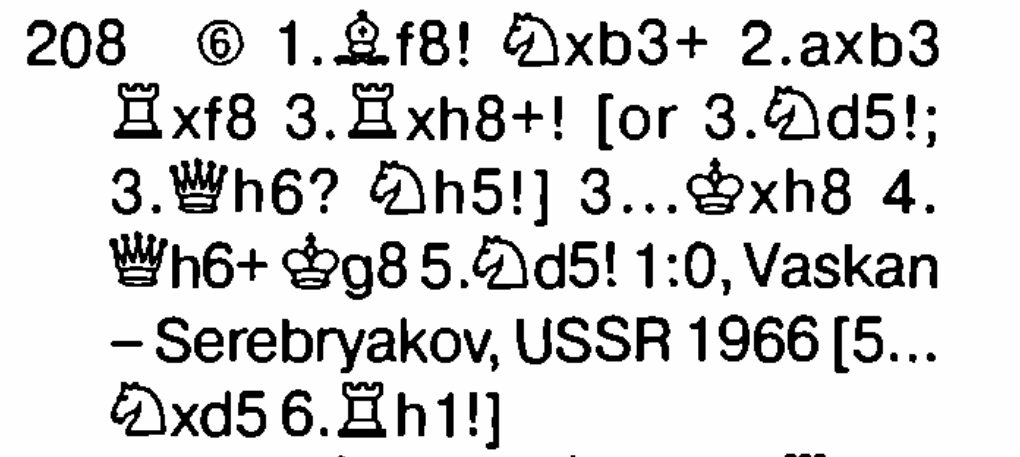 208 ⑥ 1.♗f8! ♘xb3+ 2.axb3
♖xf8 3.♖xh8+! [or 3.♘d5!;
3.♕h6? ♘h5!] 3...♔xh8 4.
♕h6+ ♔g8 5.♘d5! 1:0, Vaskan
– Serebryakov, USSR 1966 [5...
♘xd5 6.♖h1!]